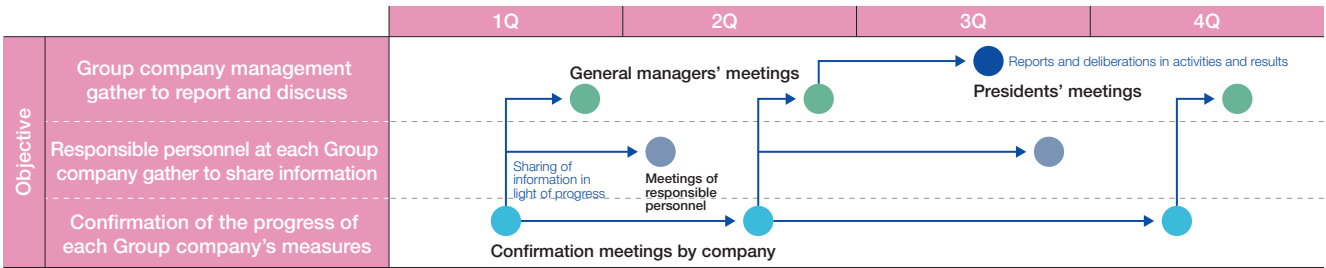 1Q
2Q
3Q
4Q
Objective
Group company management
gather to report and discuss
General managers’ meetings
Reports and deliberations in activities and results
Presidents’ meetings
Responsible personnel at each Group
company gather to share information
Sharing of
information in
light of progress
Meetings of
responsible
personnel
Confirmation of the progress of
each Group company’s measures
Confirmation meetings by company